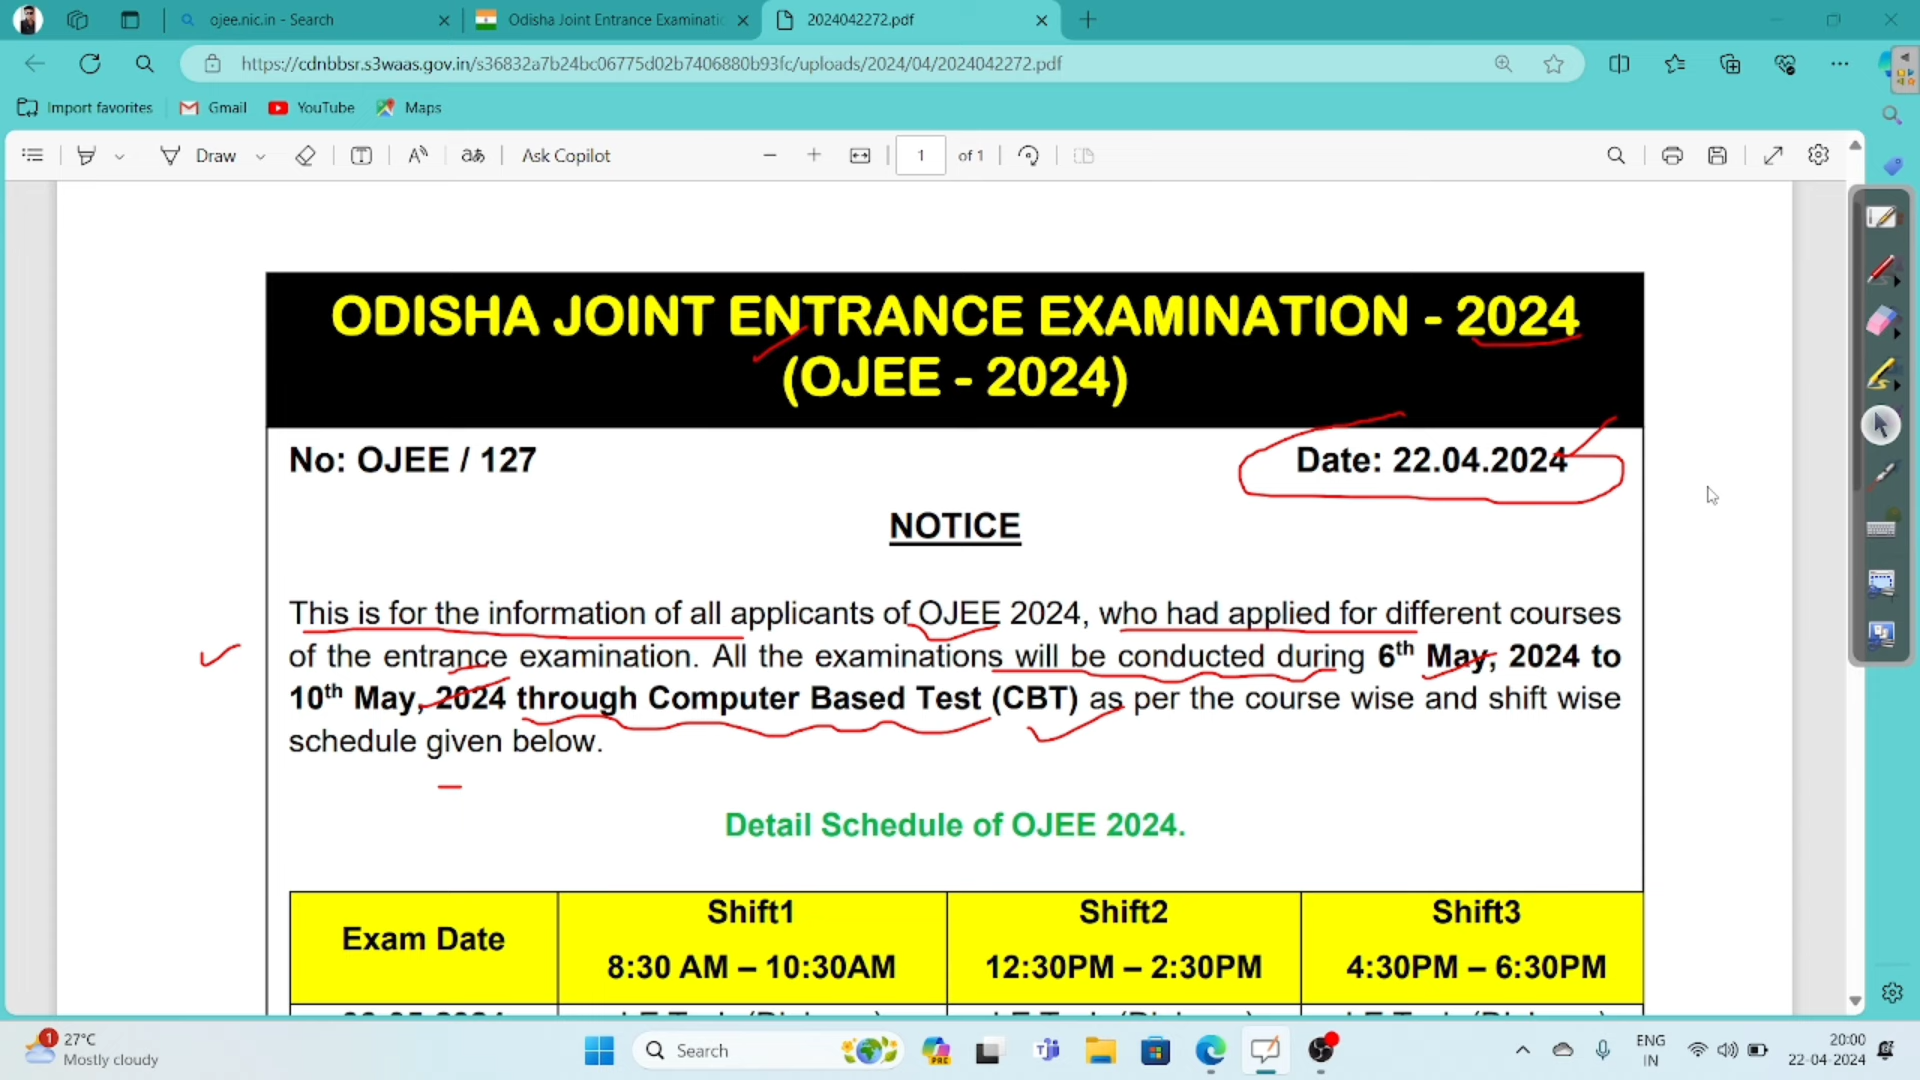 ojee.nic.in - Search
Odisha Joint Entrance Examinatio
2024042272.pdf
https://cdnbbsr.s3waas.gov.in/s36832a7b24bc06775d02b7406880b93fc/uploads/2024/04/2024042272.pdf
Import favorites
Gmail
YouTube
Maps
Draw
Ask Copilot
1
of 1
ODISHA JOINT ENTRANCE EXAMINATION - 2024
(OJEE - 2024)
No: OJEE / 127
Date: 22.04.2024
NOTICE
This is for the information of all applicants of OJEE 2024, who had applied for different courses
of the entrance examination. All the examinations will be conducted during 6th May, 2024 to
10th May, 2024 through Computer Based Test (CBT) as per the course wise and shift wise
schedule given below.
Detail Schedule of OJEE 2024.
Exam Date
Shift1
8:30 AM – 10:30AM
Shift2
12:30PM – 2:30PM
Shift3
4:30PM – 6:30PM
1
27°C
Mostly cloudy
Search
PRE
ENG
IN
20:00
22-04-2024